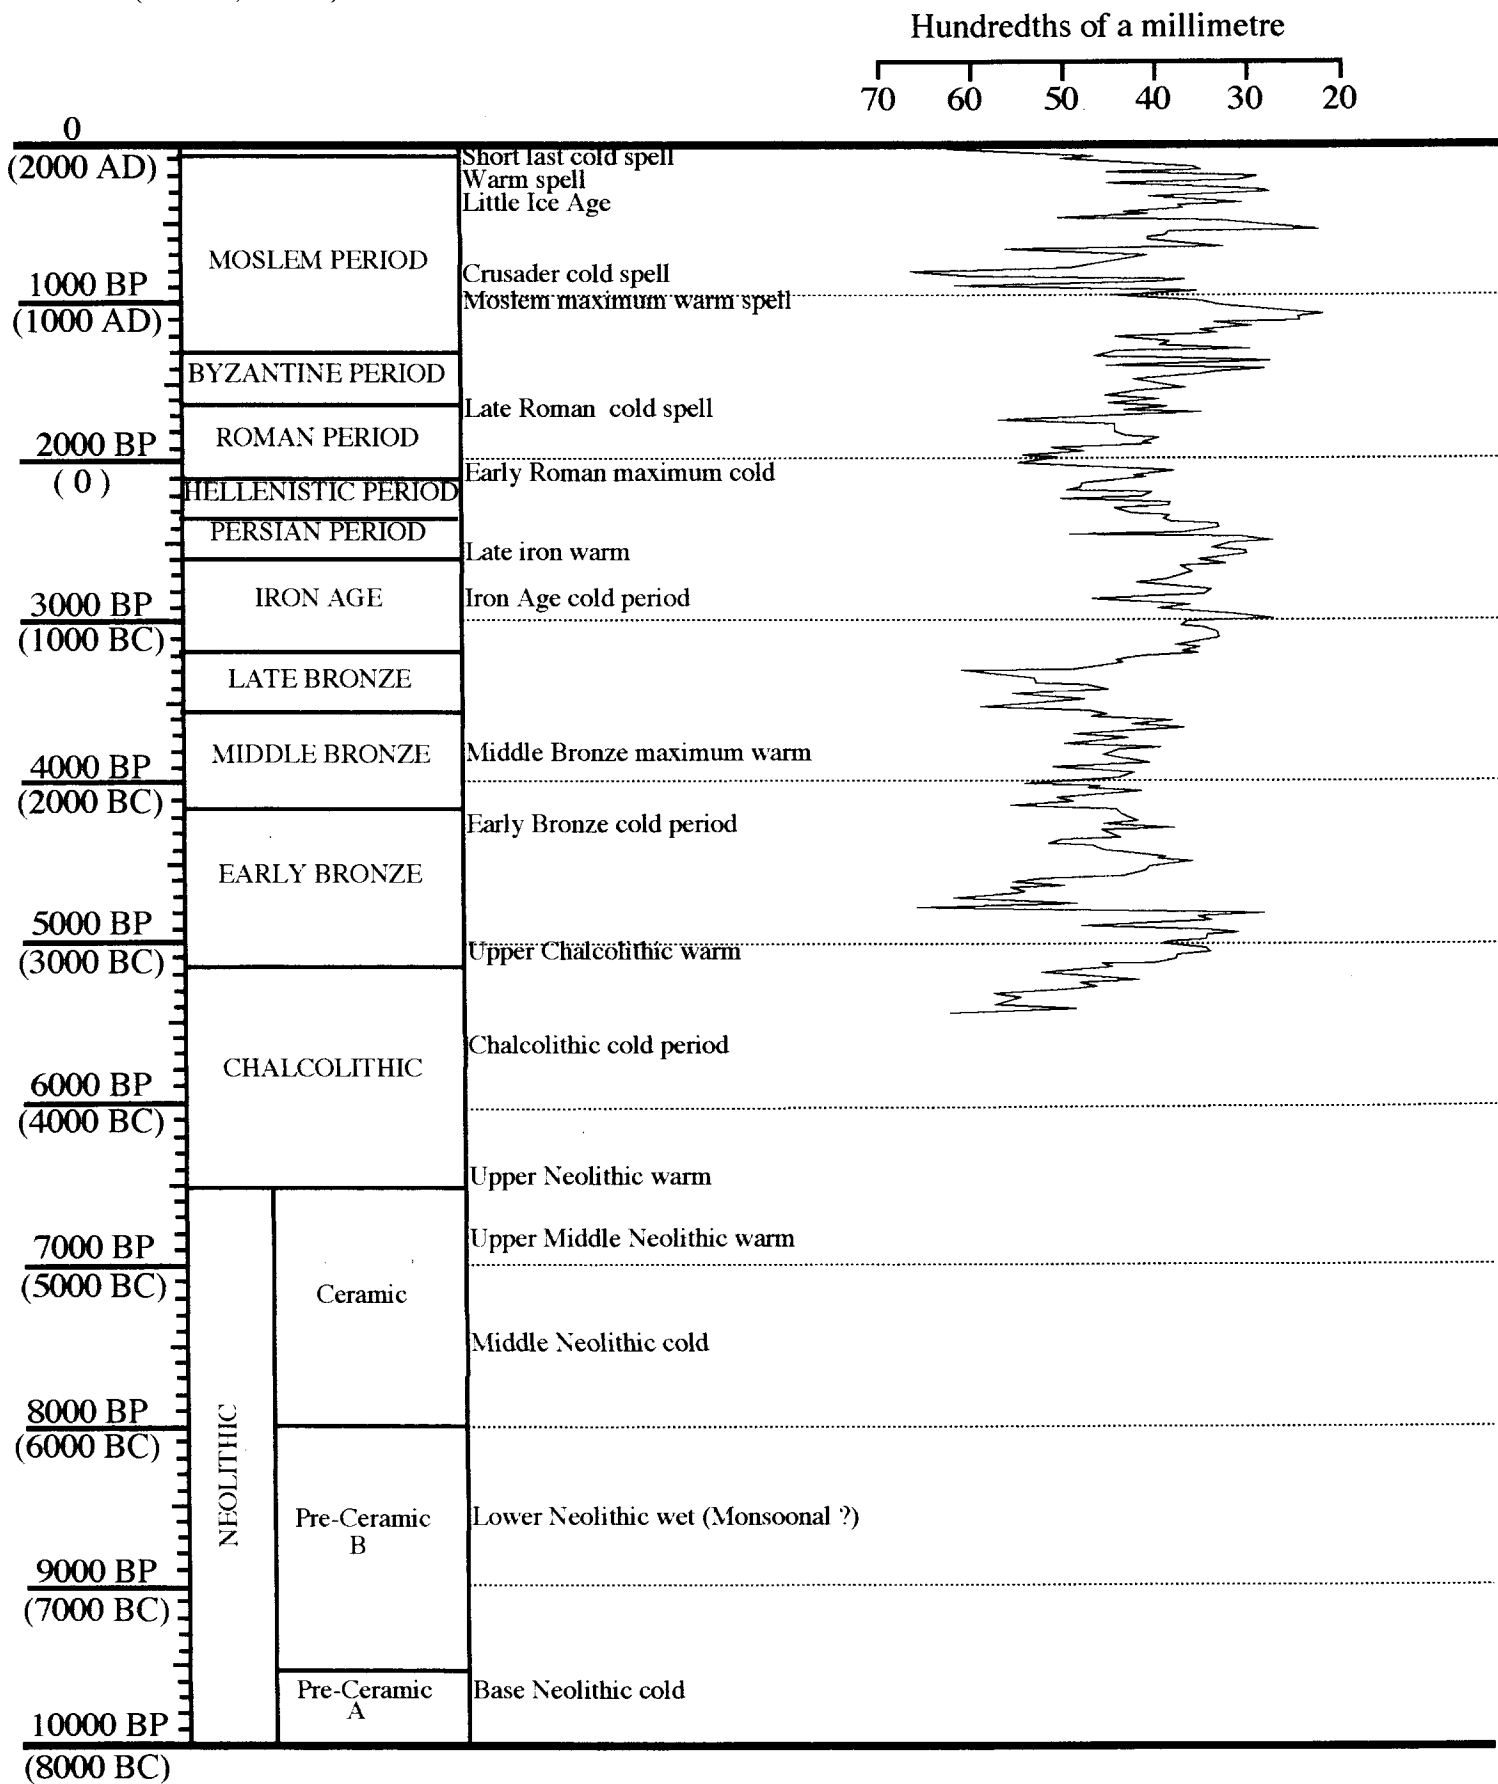 Hundredths of a millimetre
70 60 50 40 30 20
0
(2000 AD)
Short last cold spell
Warm spell
Little Ice Age
MOSLEM PERIOD
Crusader cold spell
1000 BP
Moslem maximum warm spell
(1000 AD)
BYZANTINE PERIOD
Late Roman cold spell
ROMAN PERIOD
2000 BP
Early Roman maximum cold
( 0 )
HELLENISTIC PERIOD
PERSIAN PERIOD
Late iron warm
IRON AGE
Iron Age cold period
3000 BP
(1000 BC)
LATE BRONZE
MIDDLE BRONZE
Middle Bronze maximum warm
4000 BP
(2000 BC)
Early Bronze cold period
EARLY BRONZE
5000 BP
Upper Chalcolithic warm
(3000 BC)
Chalcolithic cold period
CHALCOLITHIC
6000 BP
(4000 BC)
Upper Neolithic warm
Upper Middle Neolithic warm
7000 BP
(5000 BC)
Ceramic
Middle Neolithic cold
8000 BP
(6000 BC)
NEOLITHIC
Pre-Ceramic
B
Lower Neolithic wet (Monsoonal ?)
9000 BP
(7000 BC)
Pre-Ceramic
A
Base Neolithic cold
10000 BP
(8000 BC)